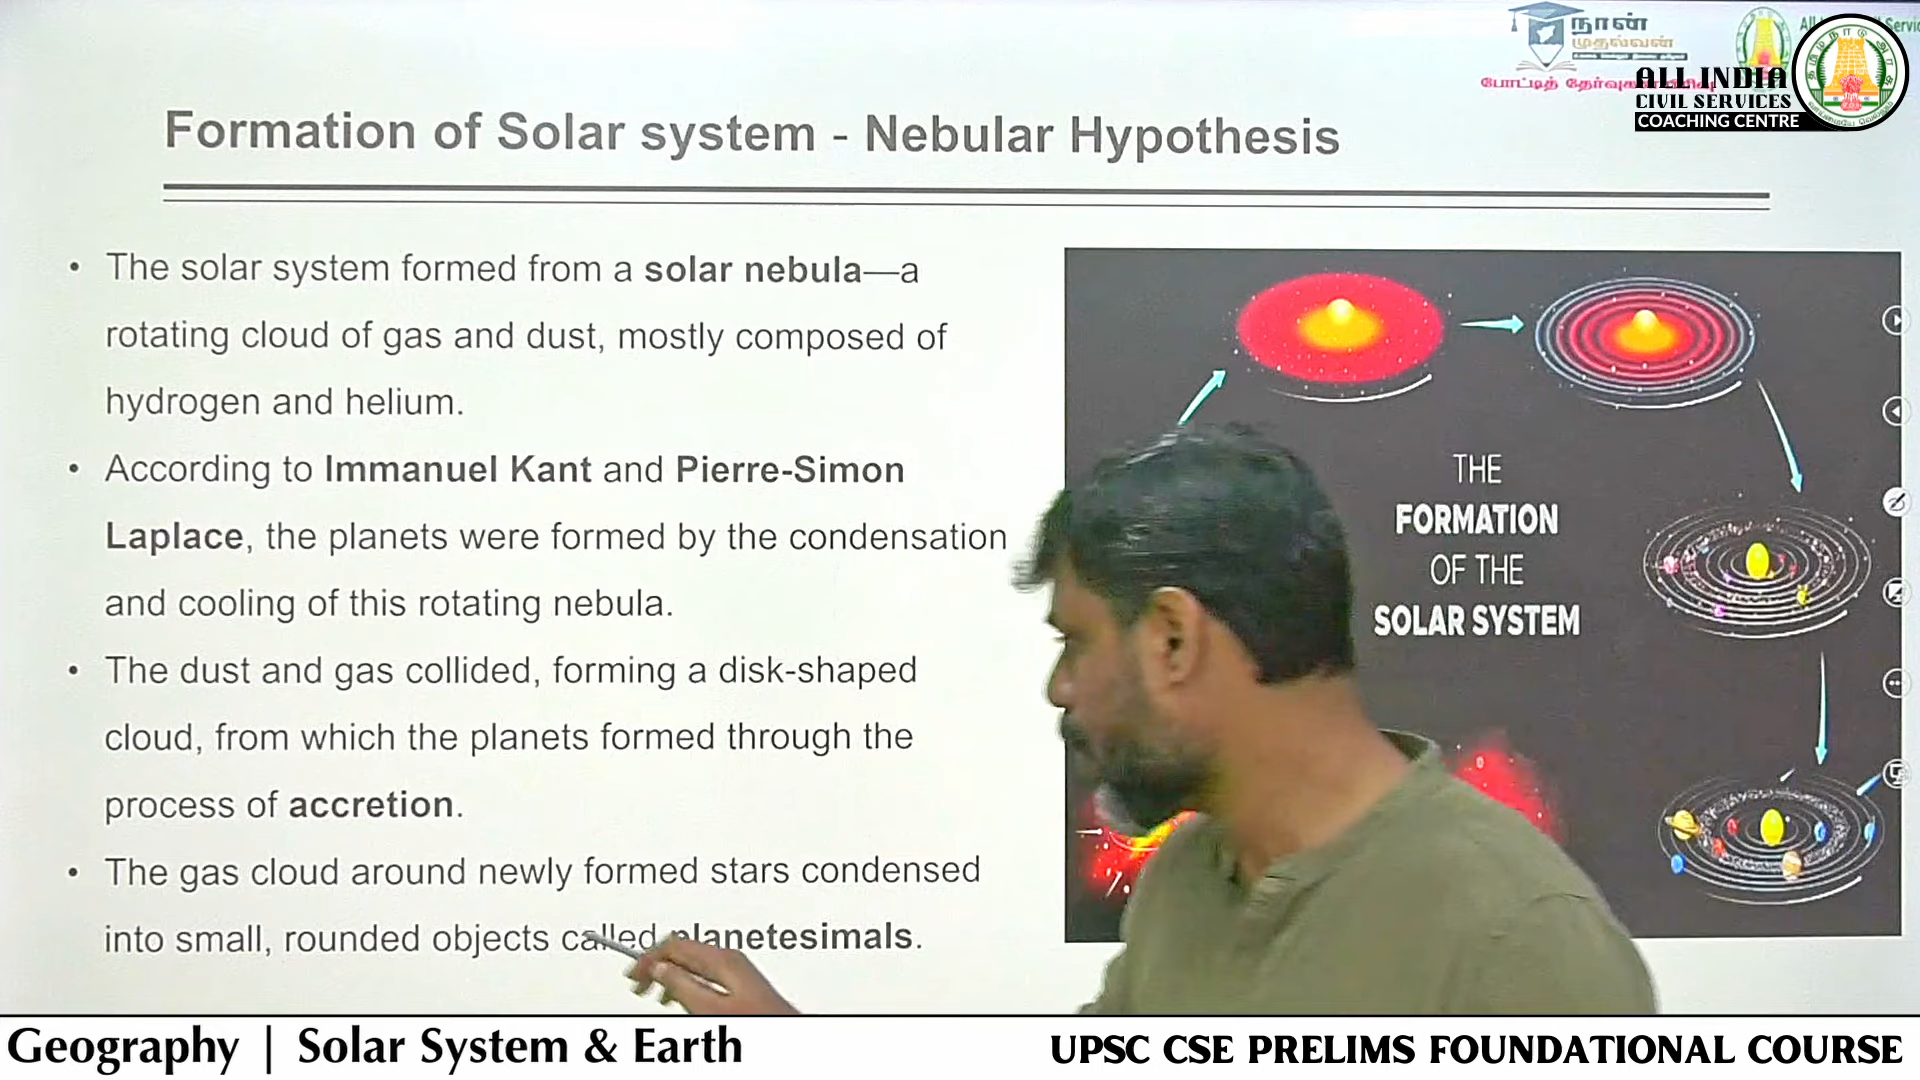 நான்
முதல்வன்
ALL INDIA
CIVIL SERVICES
COACHING CENTRE
Formation of Solar system - Nebular Hypothesis
• The solar system formed from a solar nebula—a
rotating cloud of gas and dust, mostly composed of
hydrogen and helium.
• According to Immanuel Kant and Pierre-Simon
Laplace, the planets were formed by the condensation
and cooling of this rotating nebula.
• The dust and gas collided, forming a disk-shaped
cloud, from which the planets formed through the
process of accretion.
• The gas cloud around newly formed stars condensed
into small, rounded objects called planetesimals.
THE
FORMATION
OF THE
SOLAR SYSTEM
Geography | Solar System & Earth
UPSC CSE PRELIMS FOUNDATIONAL COURSE